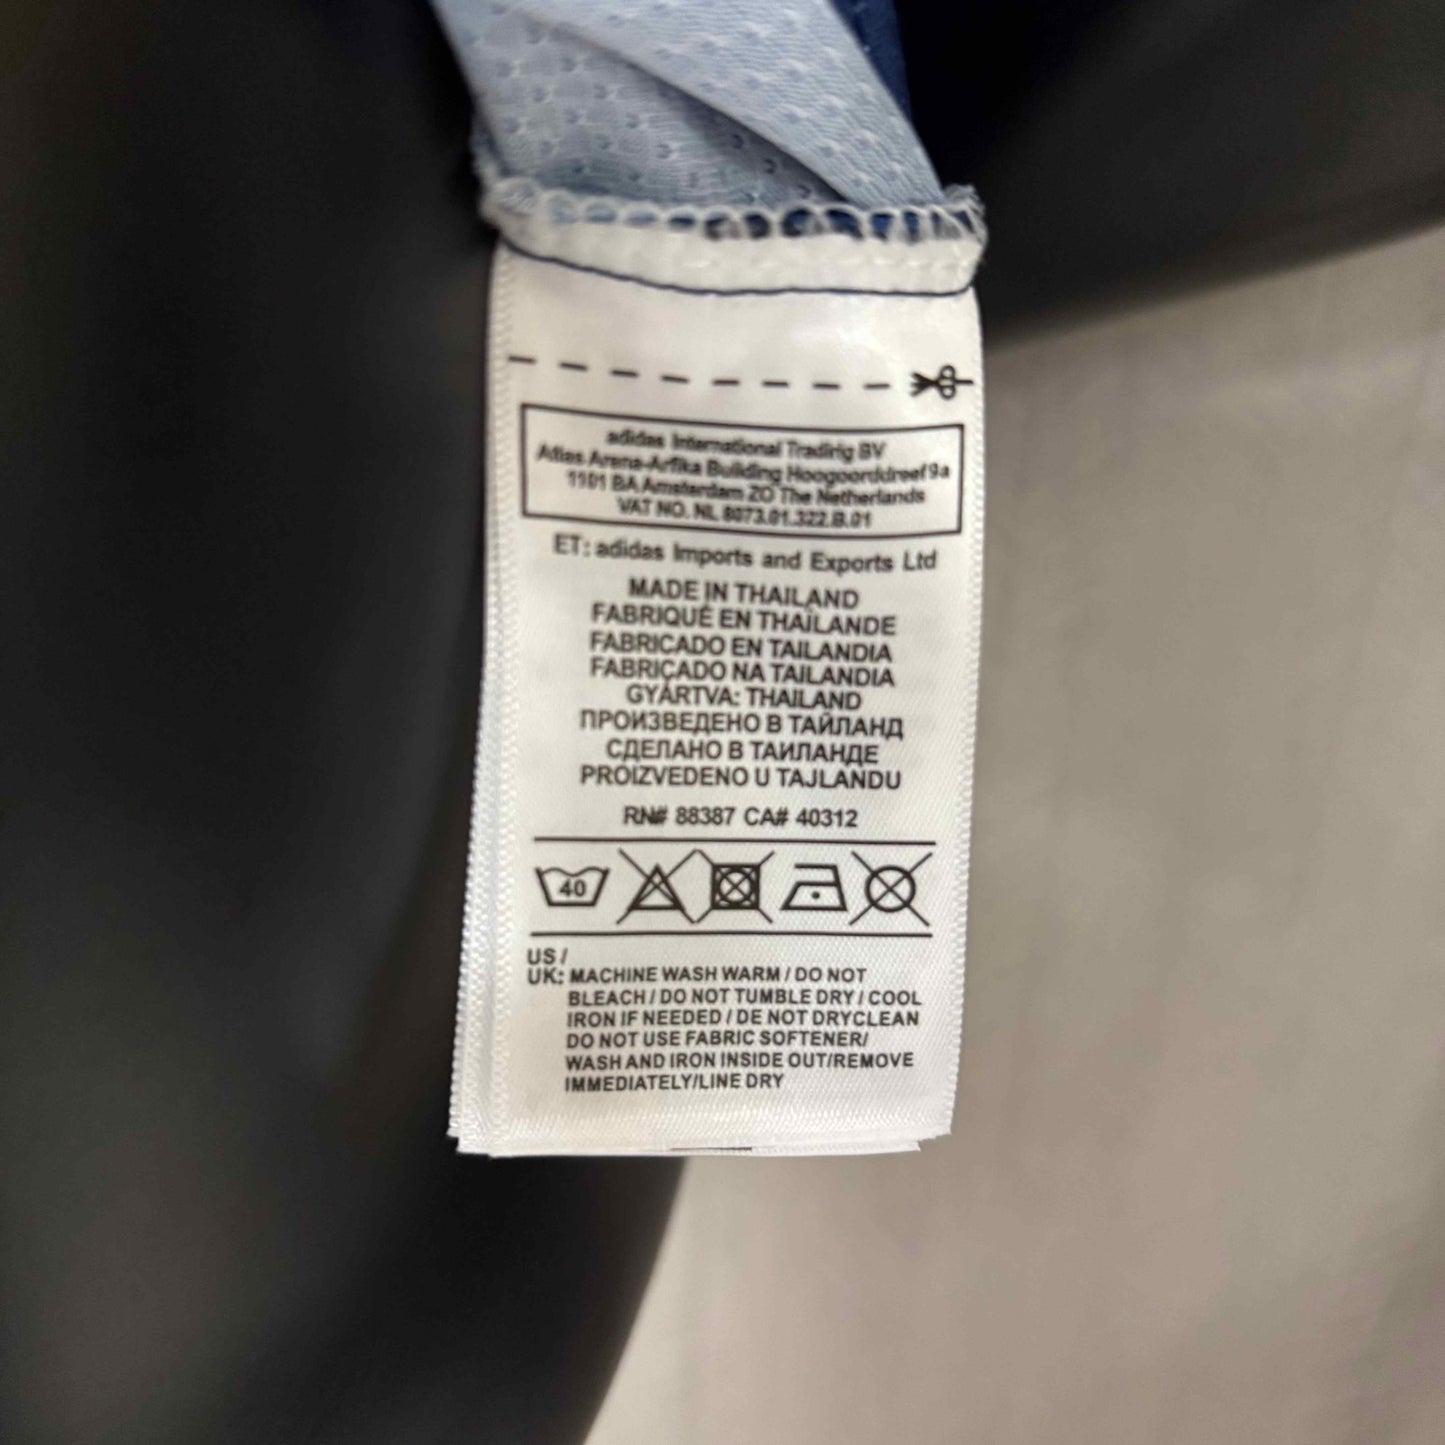 adidas International Tradirig BV
Atlas Arena-Arfika Building Hoogoorddreef 9a
1101 BA Amsterdam ZO The Netherlands
VAT NO. NL 8073.01.322.B.01
ET: adidas Imports and Exports Ltd
MADE IN THAILAND
FABRIQUÉ EN THAÏLANDE
FABRICADO EN TAILANDIA
FABRIÇADO NA TAILANDIA
GYÁRTVA: THAILAND
ПРОИЗВЕДЕНО В ТАЙЛАНД
СДЕЛАНО В ТАИЛАНДЕ
PROIZVEDENO U TAJLANDU
RN# 88387 CA# 40312
40
US /
UK: MACHINE WASH WARM / DO NOT
BLEACH / DO NOT TUMBLE DRY / COOL
IRON IF NEEDED / DE NOT DRYCLEAN
DO NOT USE FABRIC SOFTENER/
WASH AND IRON INSIDE OUT/REMOVE
IMMEDIATELY/LINE DRY